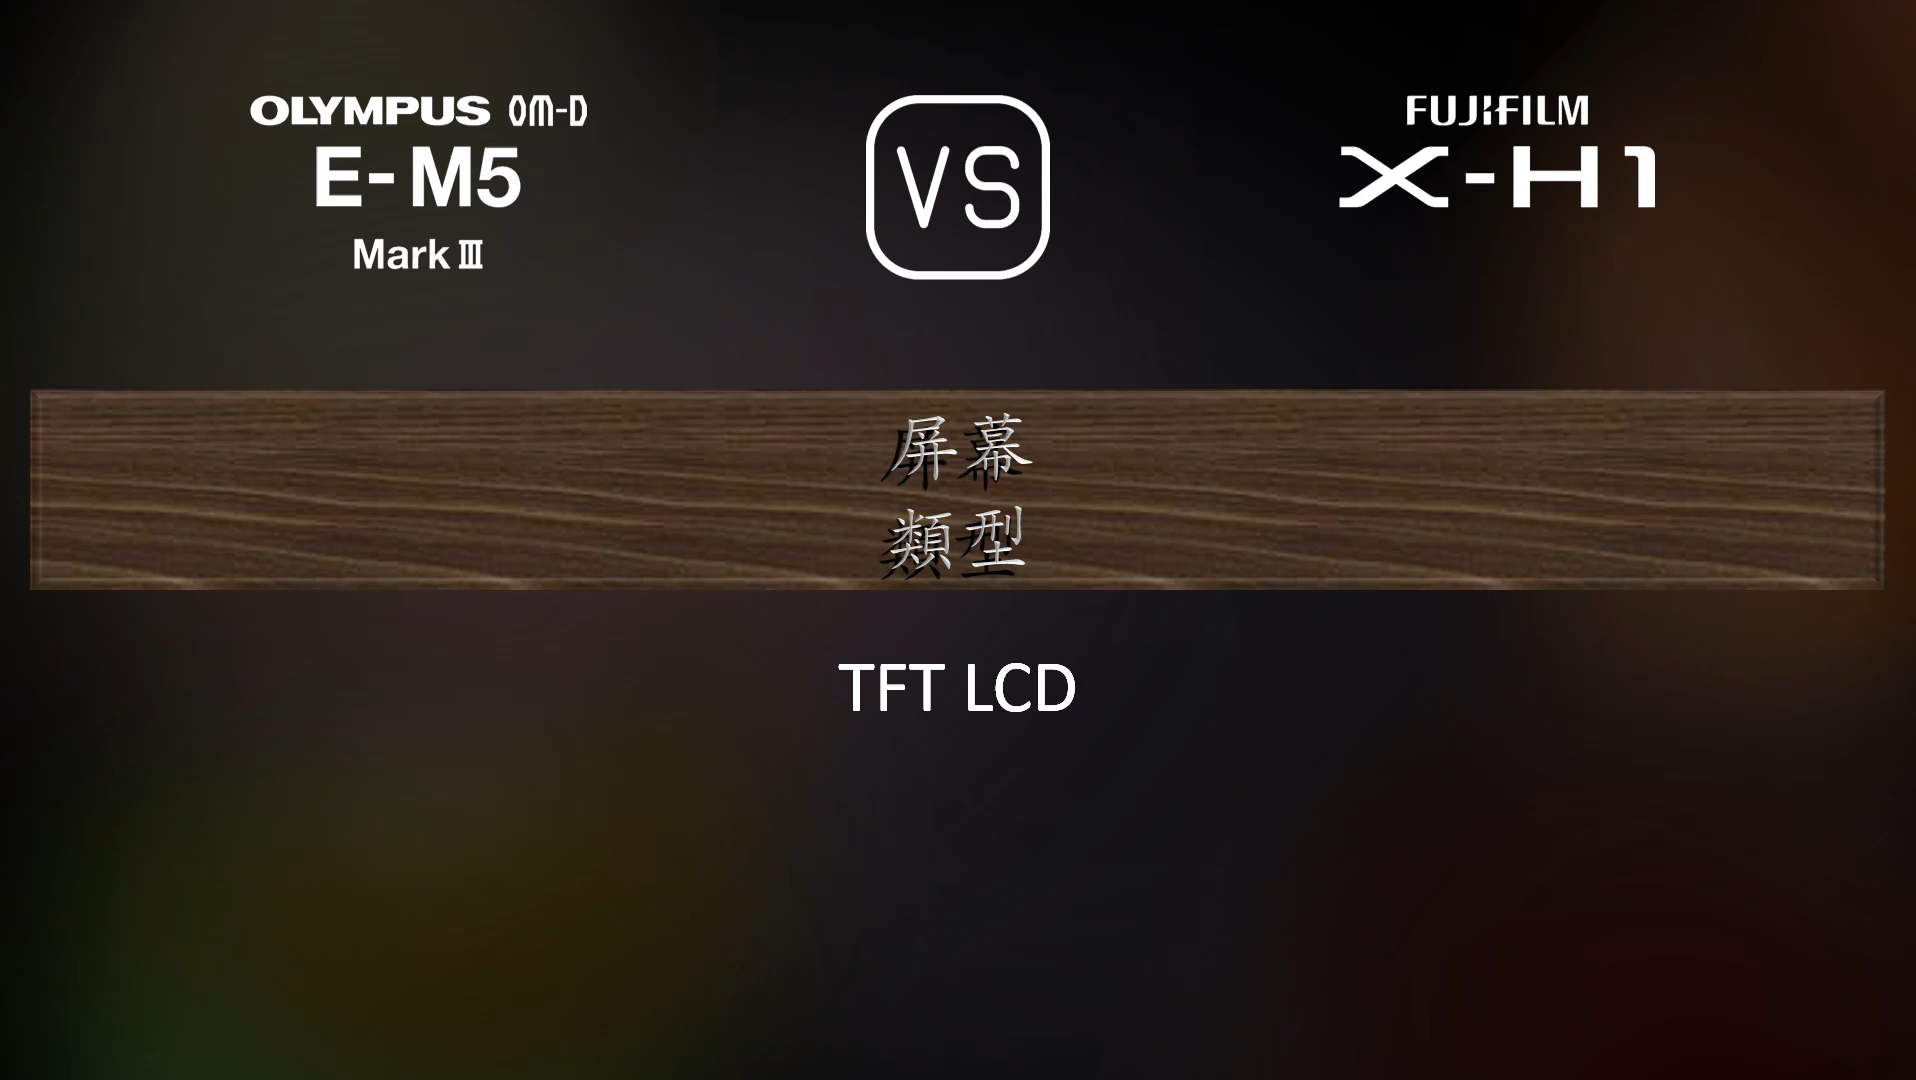 OLYMPUS OM-D
E-M5
Mark III
VS
FUJIFILM
X-H1
屏幕
類型
TFT LCD